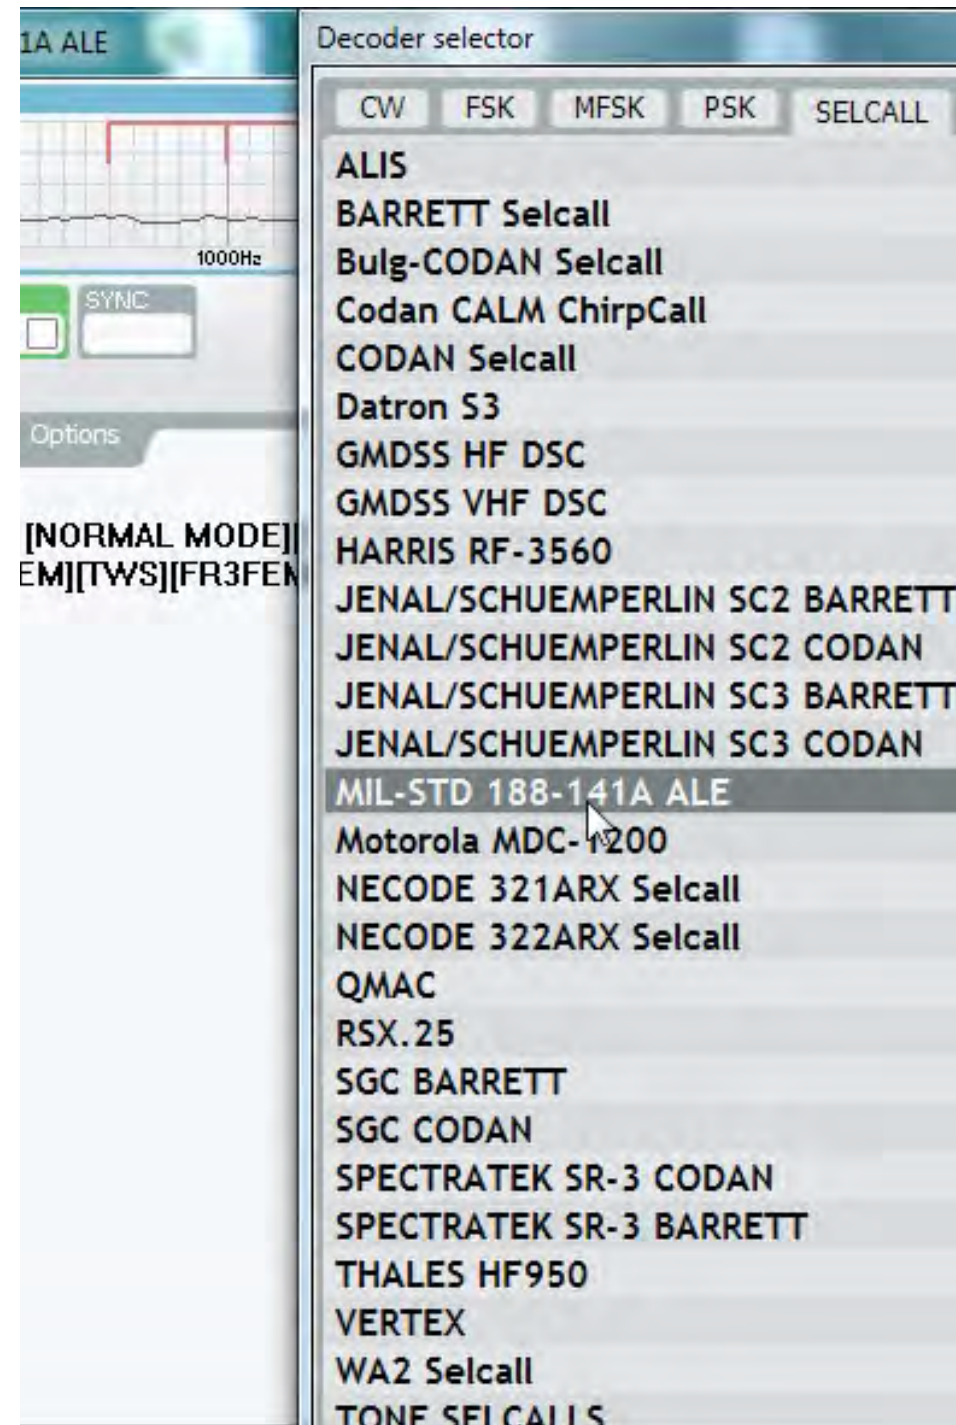 1A ALE
1000Hz
SYNC
Options
[NORMAL MODE][
EM][TWS][FR3FEM
Decoder selector
CW FSK MFSK PSK SELCALL
ALIS
BARRETT Selcall
Bulg-CODAN Selcall
Codan CALM ChirpCall
CODAN Selcall
Datron S3
GMDSS HF DSC
GMDSS VHF DSC
HARRIS RF-3560
JENAL/SCHUEMPERLIN SC2 BARRETT
JENAL/SCHUEMPERLIN SC2 CODAN
JENAL/SCHUEMPERLIN SC3 BARRETT
JENAL/SCHUEMPERLIN SC3 CODAN
MIL-STD 188-141A ALE
Motorola MDC-1200
NECODE 321ARX Selcall
NECODE 322ARX Selcall
QMAC
RSX.25
SGC BARRETT
SGC CODAN
SPECTRATEK SR-3 CODAN
SPECTRATEK SR-3 BARRETT
THALES HF950
VERTEX
WA2 Selcall
TONE SELCALLS